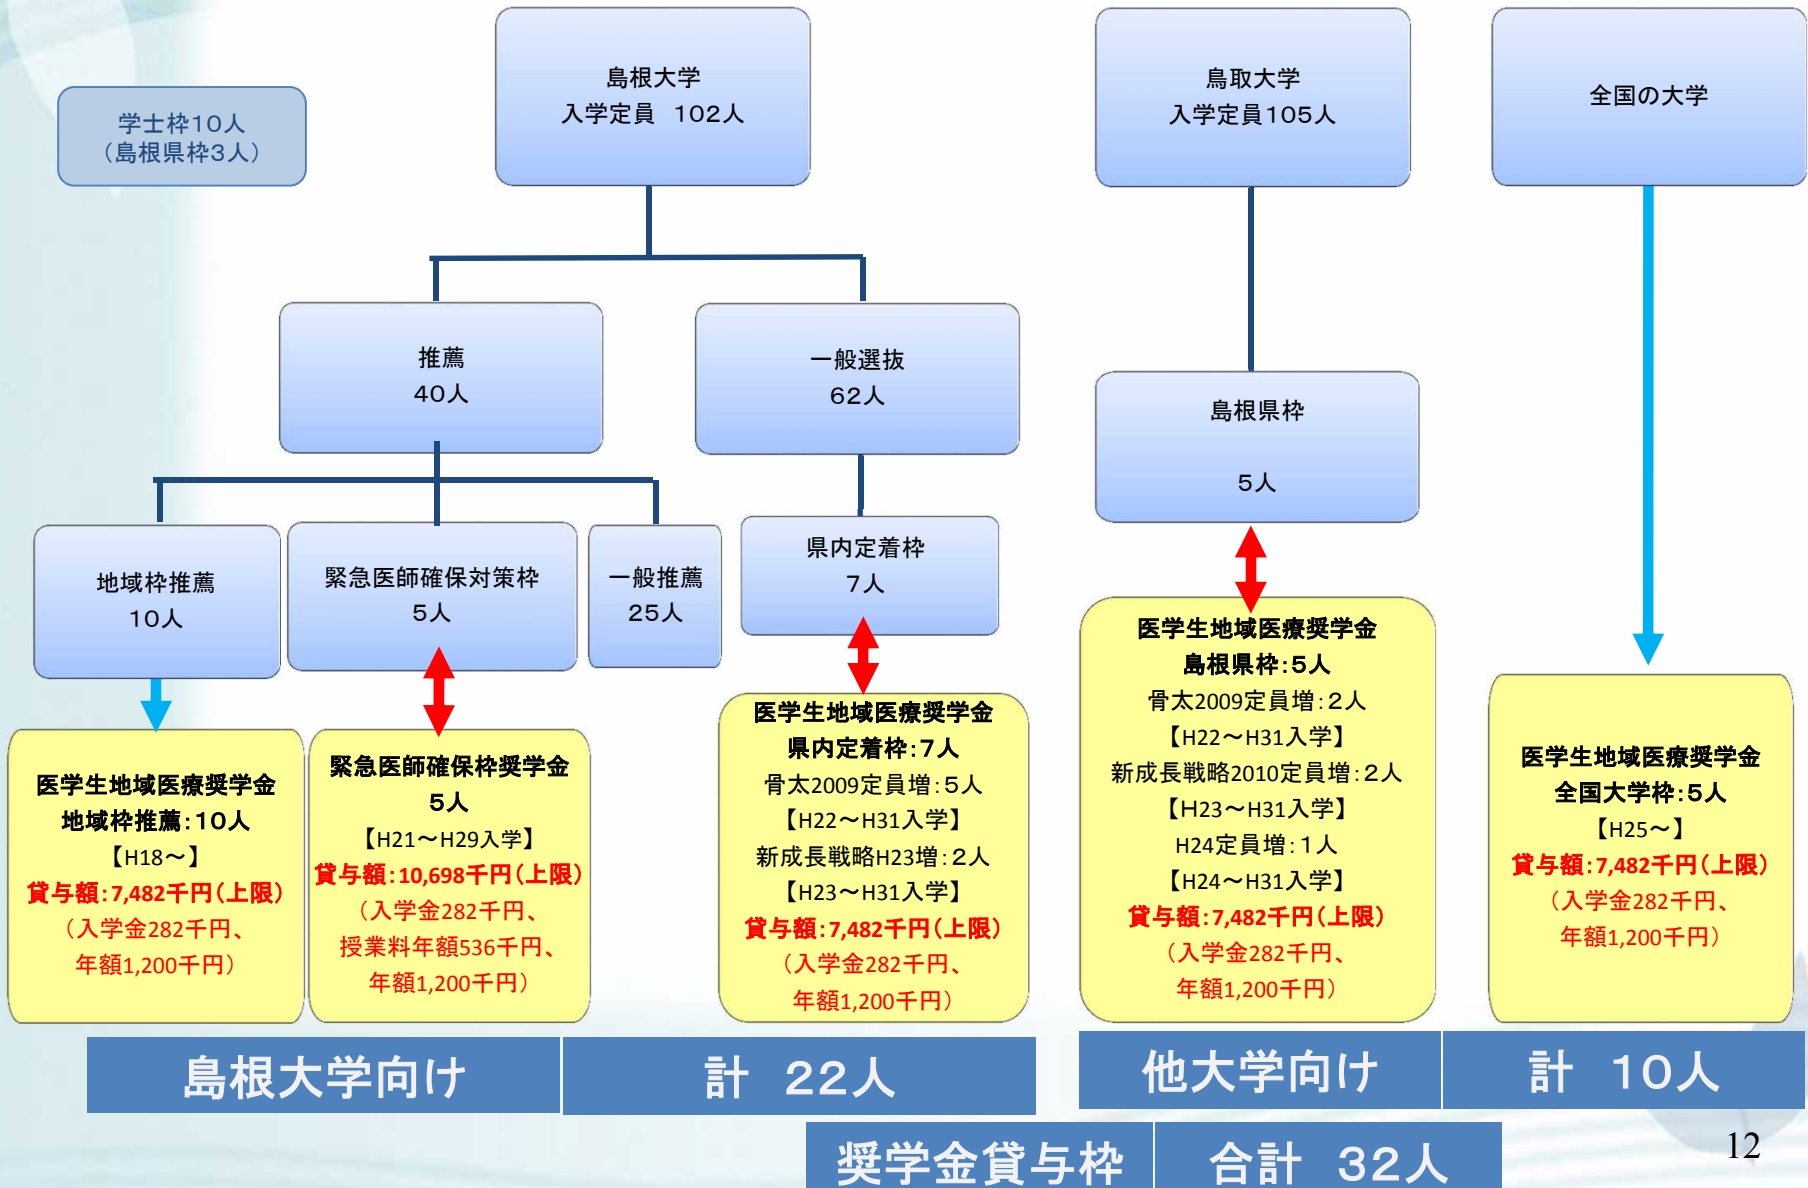 島根大学
入学定員　１０２人
鳥取大学
入学定員１０５人
全国の大学
学士枠１０人
（島根県枠３人）
推薦
４０人
一般選抜
６２人
島根県枠
５人
地域枠推薦
１０人
緊急医師確保対策枠
５人
一般推薦
２５人
県内定着枠
７人
医学生地域医療奨学金
地域枠推薦：１０人
【H18～】
貸与額：7,482千円（上限）
（入学金282千円、
年額1,200千円）
緊急医師確保枠奨学金
５人
【H21～H29入学】
貸与額：10,698千円（上限）
（入学金282千円、
授業料年額536千円、
年額1,200千円）
医学生地域医療奨学金
県内定着枠：７人
骨太2009定員増：５人
【H22～H31入学】
新成長戦略H23増：２人
【H23～H31入学】
貸与額：7,482千円（上限）
（入学金282千円、
年額1,200千円）
医学生地域医療奨学金
島根県枠：５人
骨太2009定員増：２人
【H22～H31入学】
新成長戦略2010定員増：２人
【H23～H31入学】
H24定員増：１人
【H24～H31入学】
貸与額：7,482千円（上限）
（入学金282千円、
年額1,200千円）
医学生地域医療奨学金
全国大学枠：５人
【H25～】
貸与額：7,482千円（上限）
（入学金282千円、
年額1,200千円）
島根大学向け　計　２２人
他大学向け　計　１０人
奨学金貸与枠　合計　３２人
12